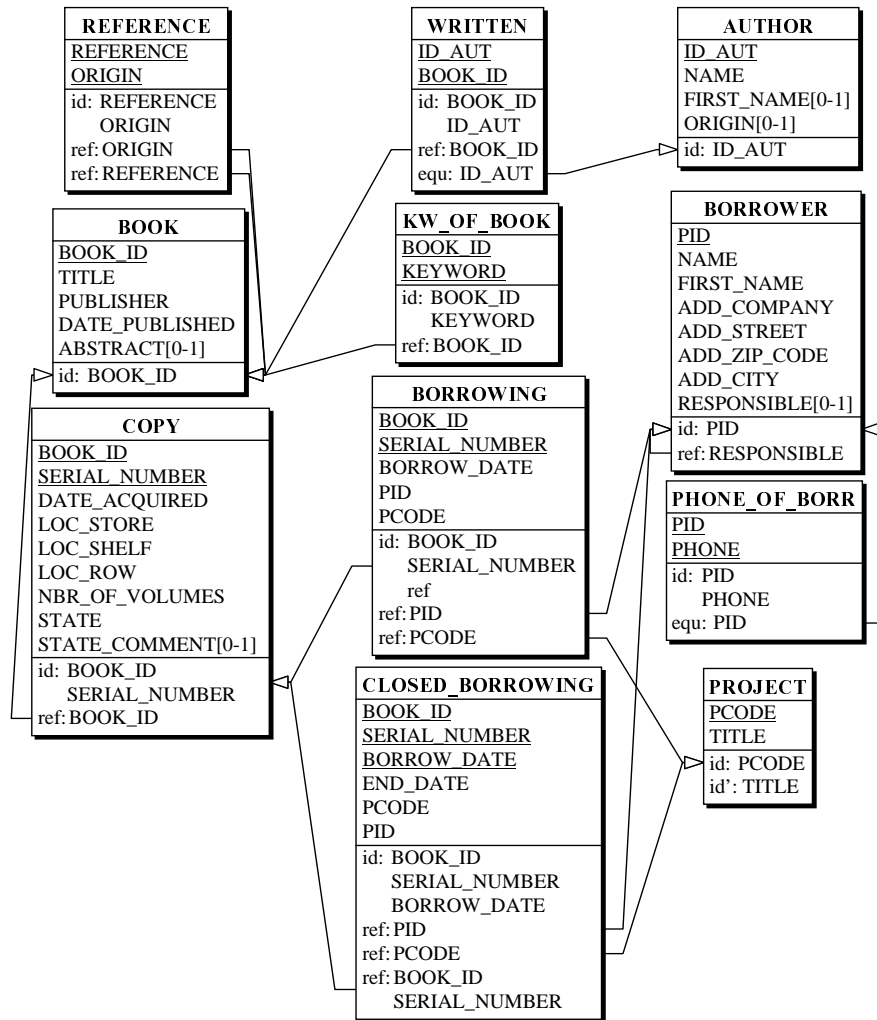 REFERENCE
REFERENCE
ORIGIN
id: REFERENCE
ORIGIN
ref: ORIGIN
ref: REFERENCE
WRITTEN
ID_AUT
BOOK_ID
id: BOOK_ID
ID_AUT
ref: BOOK_ID
equ: ID_AUT
AUTHOR
ID_AUT
NAME
FIRST_NAME[0-1]
ORIGIN[0-1]
id: ID_AUT
BOOK
BOOK_ID
TITLE
PUBLISHER
DATE_PUBLISHED
ABSTRACT[0-1]
id: BOOK_ID
KW_OF_BOOK
BOOK_ID
KEYWORD
id: BOOK_ID
KEYWORD
ref: BOOK_ID
BORROWER
PID
NAME
FIRST_NAME
ADD_COMPANY
ADD_STREET
ADD_ZIP_CODE
ADD_CITY
RESPONSIBLE[0-1]
id: PID
ref: RESPONSIBLE
COPY
BOOK_ID
SERIAL_NUMBER
DATE_ACQUIRED
LOC_STORE
LOC_SHELF
LOC_ROW
NBR_OF_VOLUMES
STATE
STATE_COMMENT[0-1]
id: BOOK_ID
SERIAL_NUMBER
ref: BOOK_ID
BORROWING
BOOK_ID
SERIAL_NUMBER
BORROW_DATE
PID
PCODE
id: BOOK_ID
SERIAL_NUMBER
ref
ref: PID
ref: PCODE
PHONE_OF_BORR
PID
PHONE
id: PID
PHONE
equ: PID
CLOSED_BORROWING
BOOK_ID
SERIAL_NUMBER
BORROW_DATE
END_DATE
PCODE
PID
id: BOOK_ID
SERIAL_NUMBER
BORROW_DATE
ref: PID
ref: PCODE
ref: BOOK_ID
SERIAL_NUMBER
PROJECT
PCODE
TITLE
id: PCODE
id': TITLE